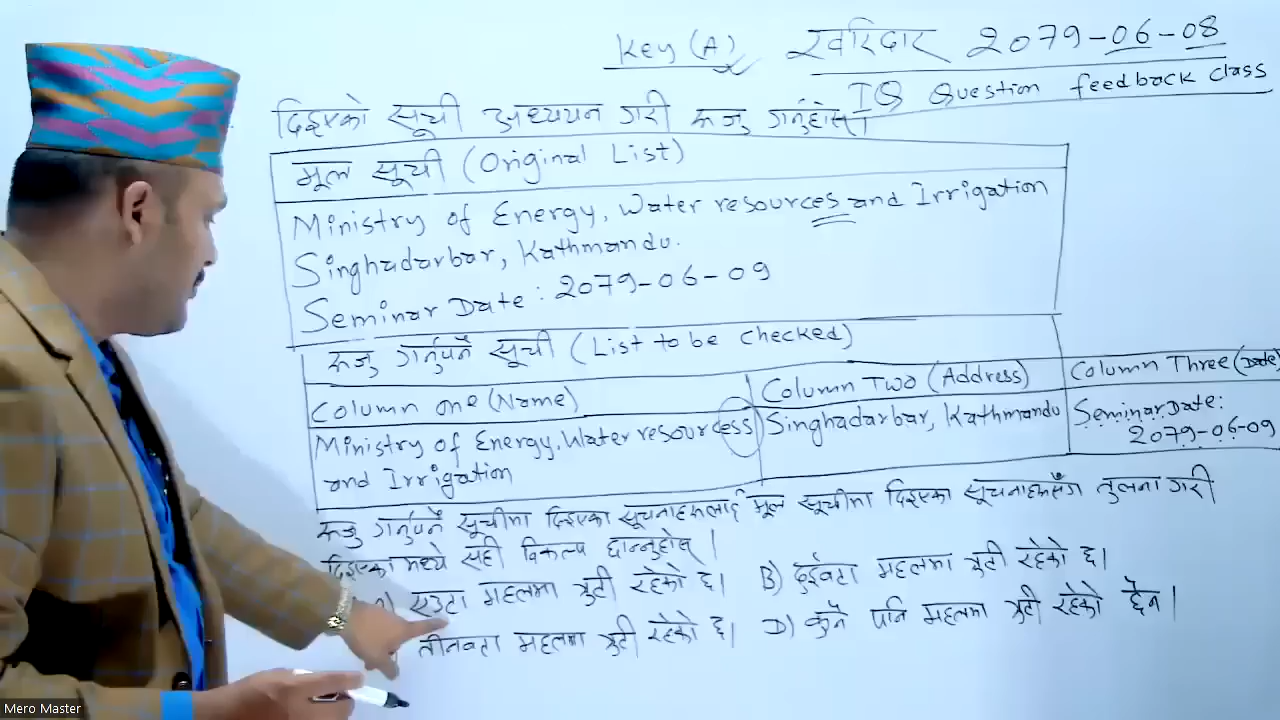 Key (A) खरिदार 2079-06-08
IQ Question feedback class
दिइएको सूची अध्ययन गरी रूजु गर्नुहोस्।
मूल सूची (Original List)
Ministry of Energy, Water resources and Irrigation
Singhadarbar, Kathmandu.
Seminar Date : 2079-06-09
रूजु गर्नुपर्ने सूची (List to be checked)
Column one (Name) Column Two (Address) Column Three (Date)
Ministry of Energy, Water resourcess Singhadarbar, Kathmandu Seminar Date:
and Irrigation 2079-06-09
रूजु गर्नुपर्ने सूचीमा दिइएका सूचनाहरूलाई मूल सूचीमा दिइएका सूचनाहरूसँग तुलना गरी
दिइएका मध्ये सही विकल्प छान्नुहोस् ।
एउटा महलमा त्रुटी रहेको छ। B) दुईवटा महलमा त्रुटी रहेको छ।
तीनवटा महलमा त्रुटी रहेको छ। D) कुनै पनि महलमा त्रुटी रहेको छैन।
Mero Master